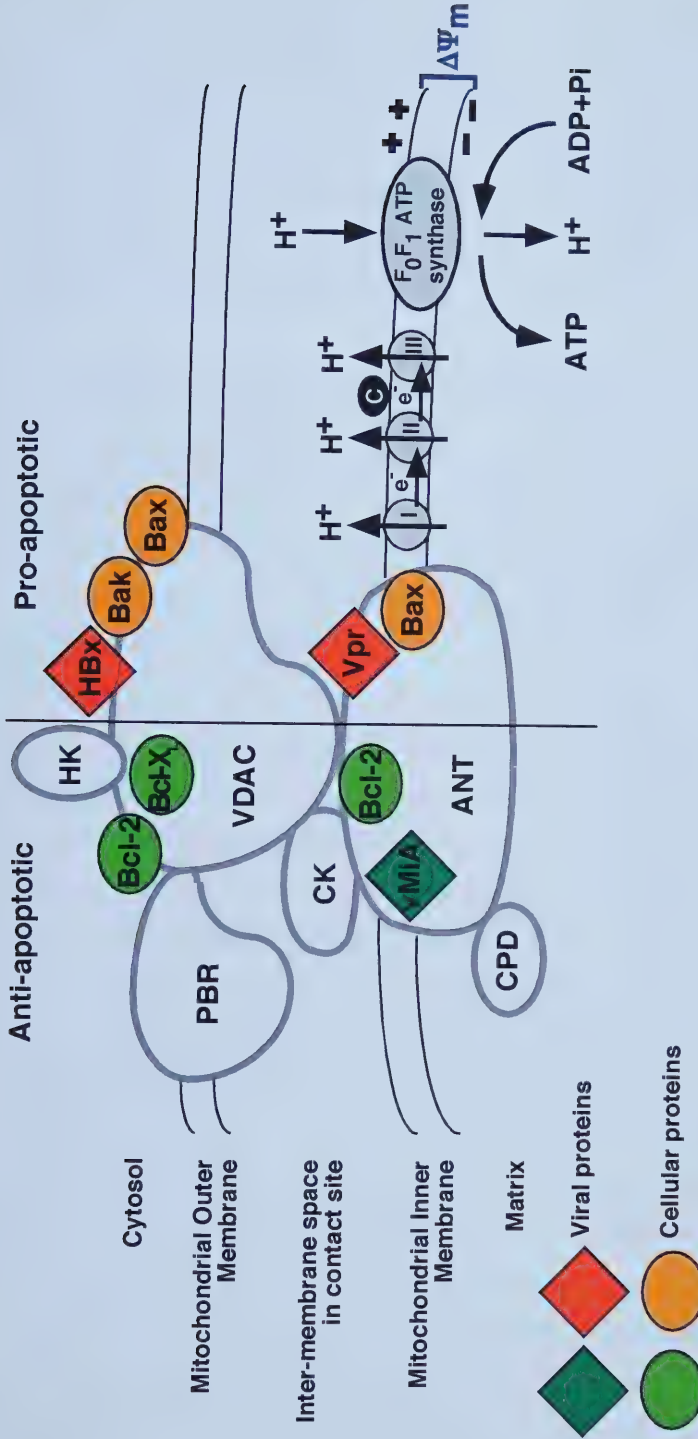 Anti-apoptotic
Pro-apoptotic
HK
HBx
Bak
Bax
Bcl-2
Bcl-X
VDAC
PBR
CK
Bcl-2
vMIA
ANT
CPD
Vpr
Bax
Cytosol
Mitochondrial Outer
Membrane
Inter-membrane space
in contact site
Mitochondrial Inner
Membrane
Matrix
H+
H+
H+
H+
I
e-
II
C
e-
III
F0F1 ATP
synthase
+ +
− −
ΔΨm
ATP
H+
ADP+Pi
Viral proteins
Cellular proteins